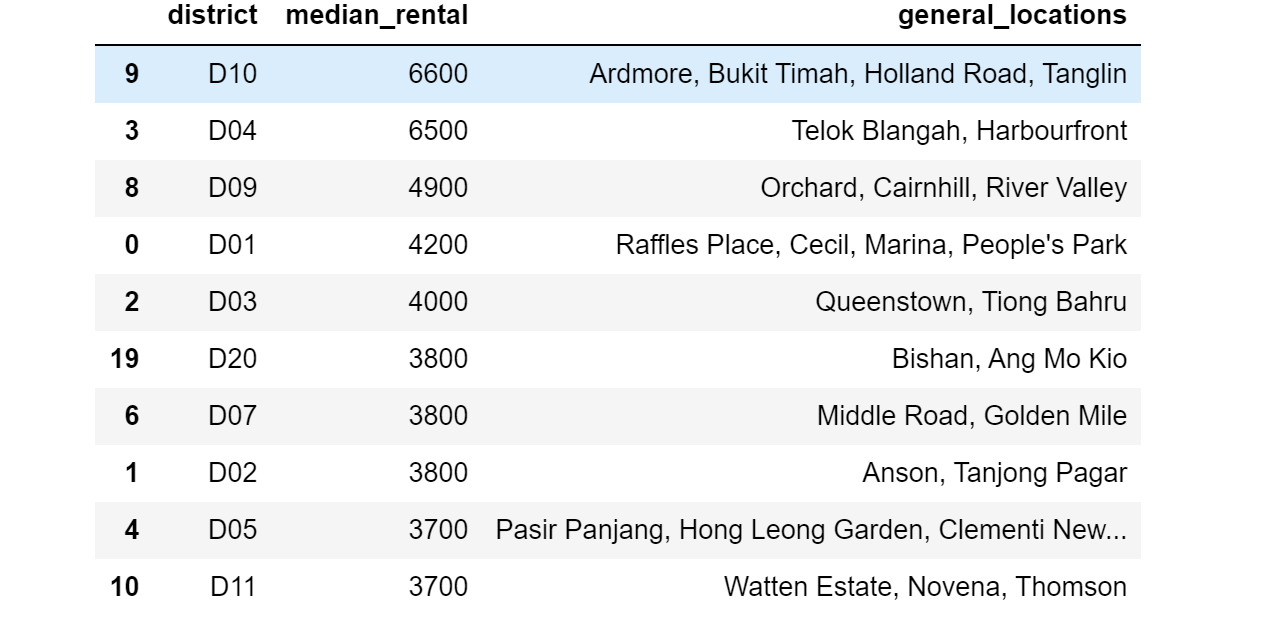 district median_rental general_locations
9 D10 6600 Ardmore, Bukit Timah, Holland Road, Tanglin
3 D04 6500 Telok Blangah, Harbourfront
8 D09 4900 Orchard, Cairnhill, River Valley
0 D01 4200 Raffles Place, Cecil, Marina, People's Park
2 D03 4000 Queenstown, Tiong Bahru
19 D20 3800 Bishan, Ang Mo Kio
6 D07 3800 Middle Road, Golden Mile
1 D02 3800 Anson, Tanjong Pagar
4 D05 3700 Pasir Panjang, Hong Leong Garden, Clementi New...
10 D11 3700 Watten Estate, Novena, Thomson